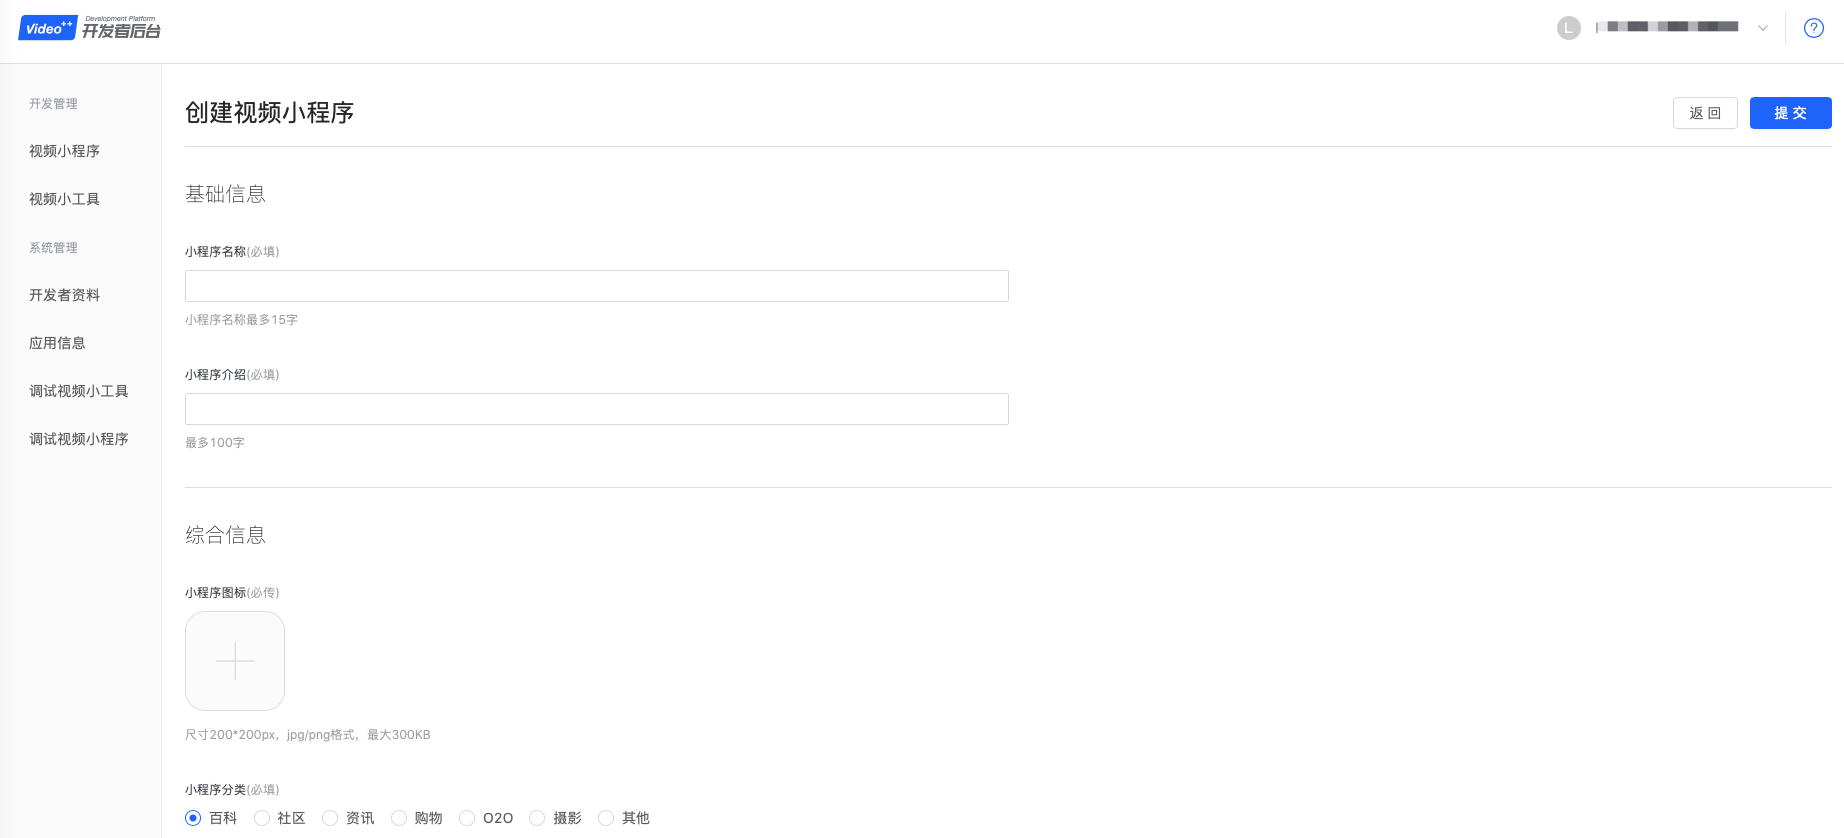 Video++ Development Platform
开发者后台
L
?
开发管理
视频小程序
视频小工具
系统管理
开发者资料
应用信息
调试视频小工具
调试视频小程序
创建视频小程序
返 回
提 交
基础信息
小程序名称(必填)
小程序名称最多15字
小程序介绍(必填)
最多100字
综合信息
小程序图标(必传)
尺寸200*200px，jpg/png格式，最大300KB
小程序分类(必填)
百科 社区 资讯 购物 O2O 摄影 其他